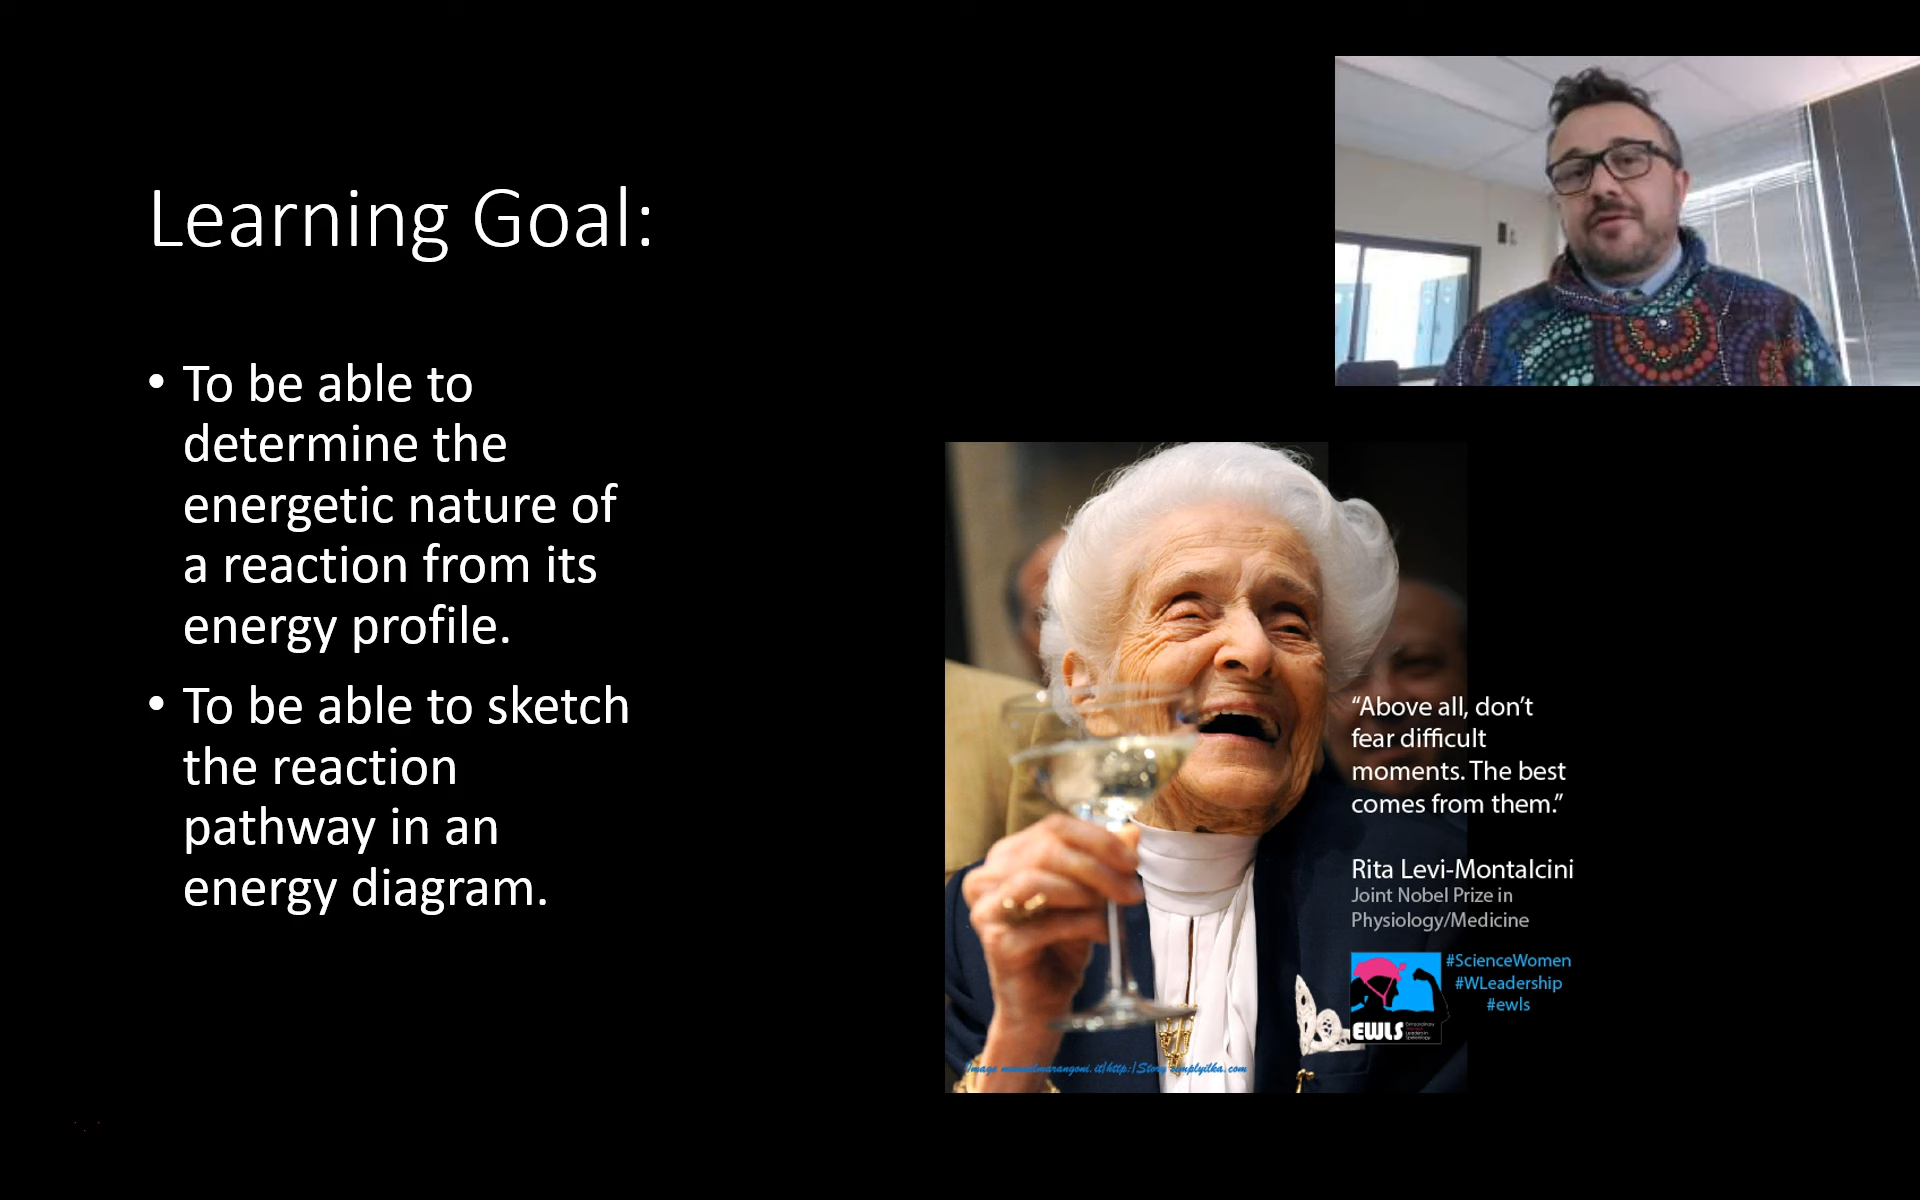 Learning Goal:
• To be able to
determine the
energetic nature of
a reaction from its
energy profile.
• To be able to sketch
the reaction
pathway in an
energy diagram.
“Above all, don’t
fear difficult
moments. The best
comes from them.”
Rita Levi-Montalcini
Joint Nobel Prize in
Physiology/Medicine
#ScienceWomen
#WLeadership
#ewls
EWLS